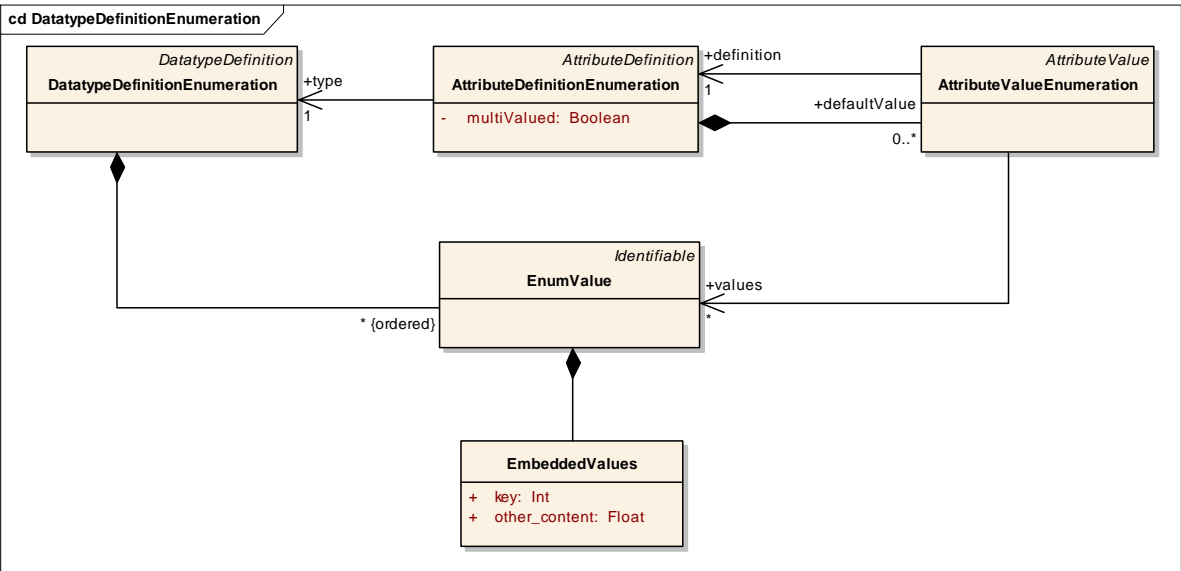 cd DatatypeDefinitionEnumeration
DatatypeDefinition
DatatypeDefinitionEnumeration
+type
1
AttributeDefinition
AttributeDefinitionEnumeration
- multiValued: Boolean
+definition
1
+defaultValue
0..*
AttributeValue
AttributeValueEnumeration
Identifiable
EnumValue
* {ordered}
+values
*
EmbeddedValues
+ key: Int
+ other_content: Float